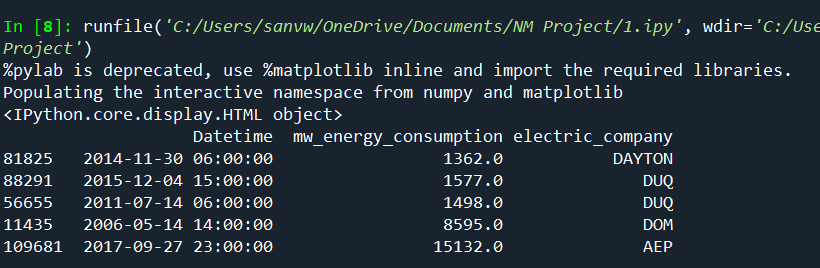 In [8]: runfile('C:/Users/sanvw/OneDrive/Documents/NM Project/1.ipy', wdir='C:/Use
Project')
%pylab is deprecated, use %matplotlib inline and import the required libraries.
Populating the interactive namespace from numpy and matplotlib
<IPython.core.display.HTML object>
Datetime mw_energy_consumption electric_company
81825 2014-11-30 06:00:00 1362.0 DAYTON
88291 2015-12-04 15:00:00 1577.0 DUQ
56655 2011-07-14 06:00:00 1498.0 DUQ
11435 2006-05-14 14:00:00 8595.0 DOM
109681 2017-09-27 23:00:00 15132.0 AEP